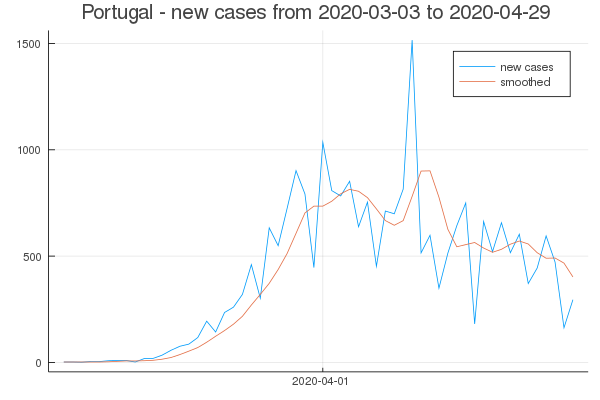 Portugal - new cases from 2020-03-03 to 2020-04-29
1500
new cases
smoothed
1000
500
0
2020-04-01